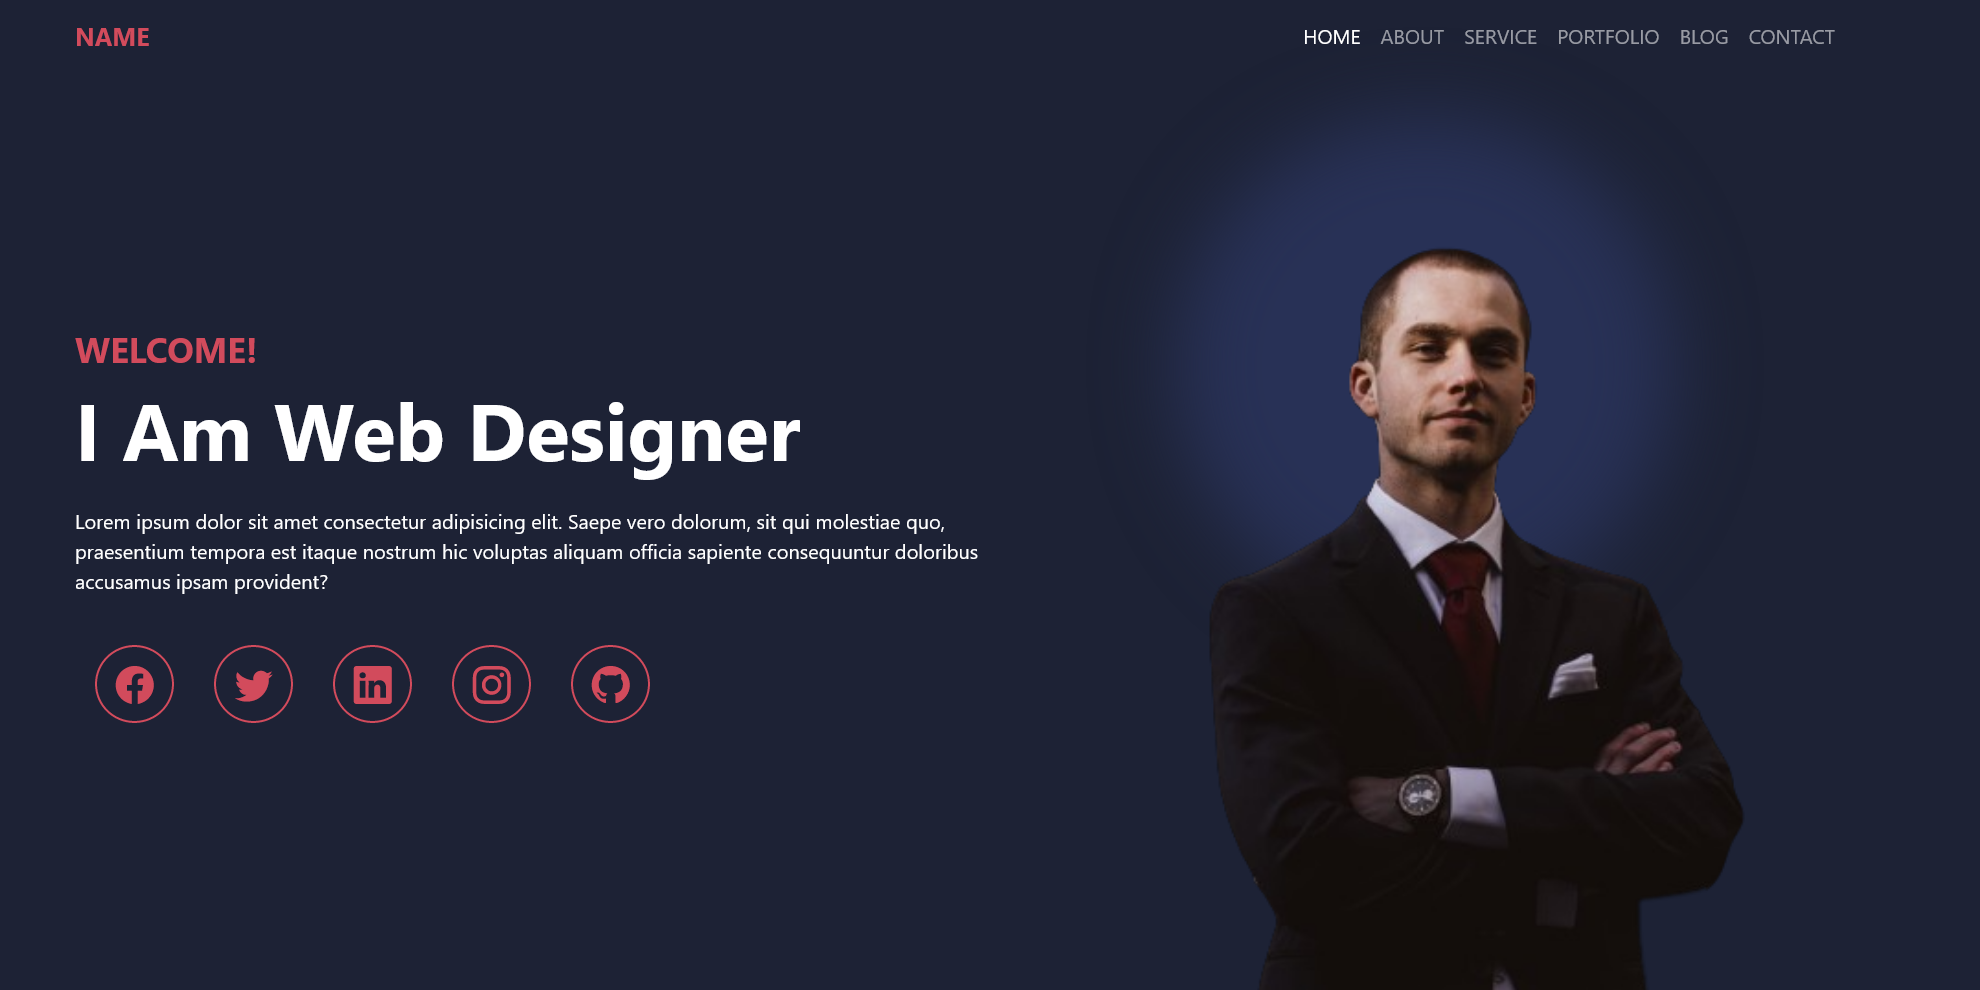 NAME
HOME ABOUT SERVICE PORTFOLIO BLOG CONTACT
WELCOME!
I Am Web Designer
Lorem ipsum dolor sit amet consectetur adipisicing elit. Saepe vero dolorum, sit qui molestiae quo,
praesentium tempora est itaque nostrum hic voluptas aliquam officia sapiente consequuntur doloribus
accusamus ipsam provident?